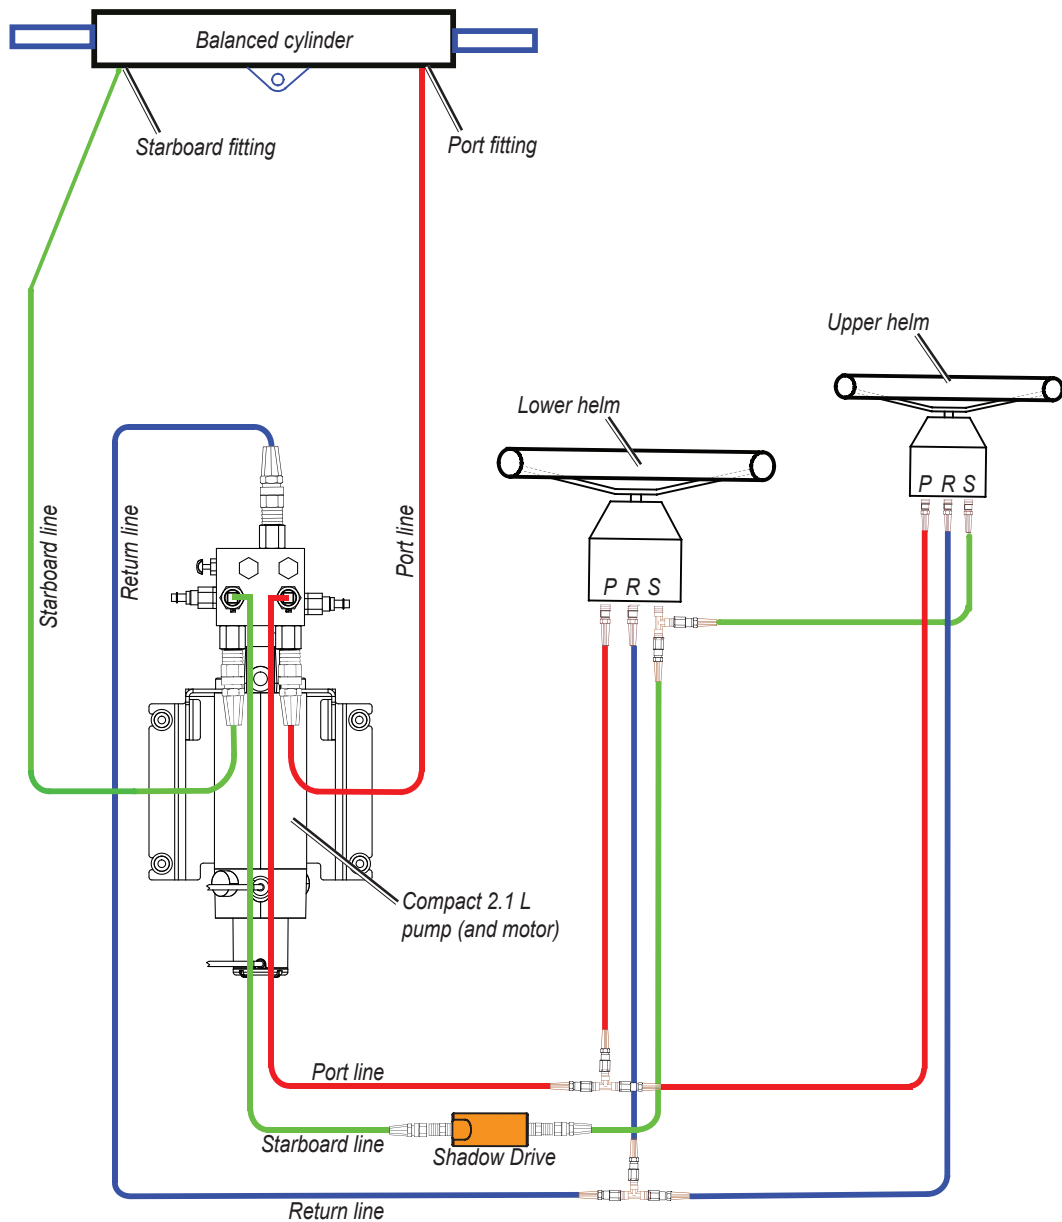 Balanced cylinder
Starboard fitting
Port fitting
Upper helm
Lower helm
P R S
P R S
Starboard line
Return line
Port line
Compact 2.1 L
pump (and motor)
Port line
Starboard line
Shadow Drive
Return line